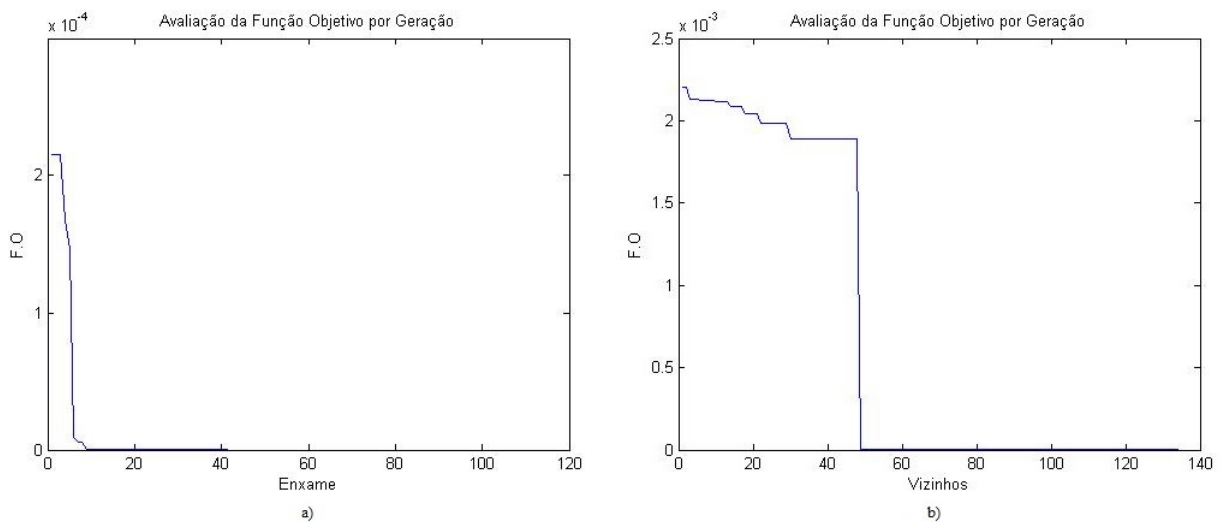 Avaliação da Função Objetivo por Geração
x 10^-4
2
1
0
F.O
0 20 40 60 80 100 120
Enxame
a)
Avaliação da Função Objetivo por Geração
x 10^-3
2.5
2
1.5
1
0.5
0
F.O
0 20 40 60 80 100 120 140
Vizinhos
b)